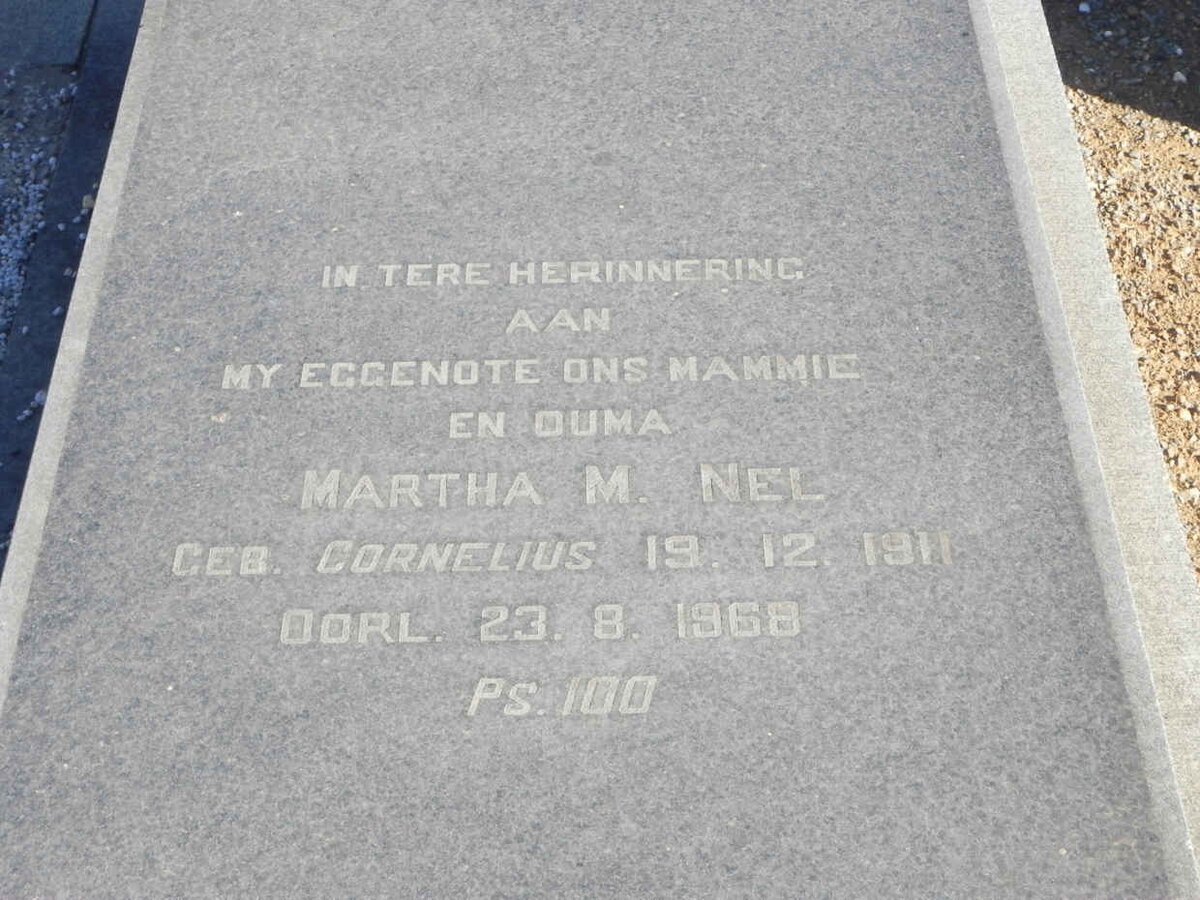 IN TERE HERINNERING
AAN
MY EGGENOTE ONS MAMMIE
EN OUMA
MARTHA M. NEL
GEB. CORNELIUS 19. 12. 1911
OORL. 23. 8. 1968
PS. 100